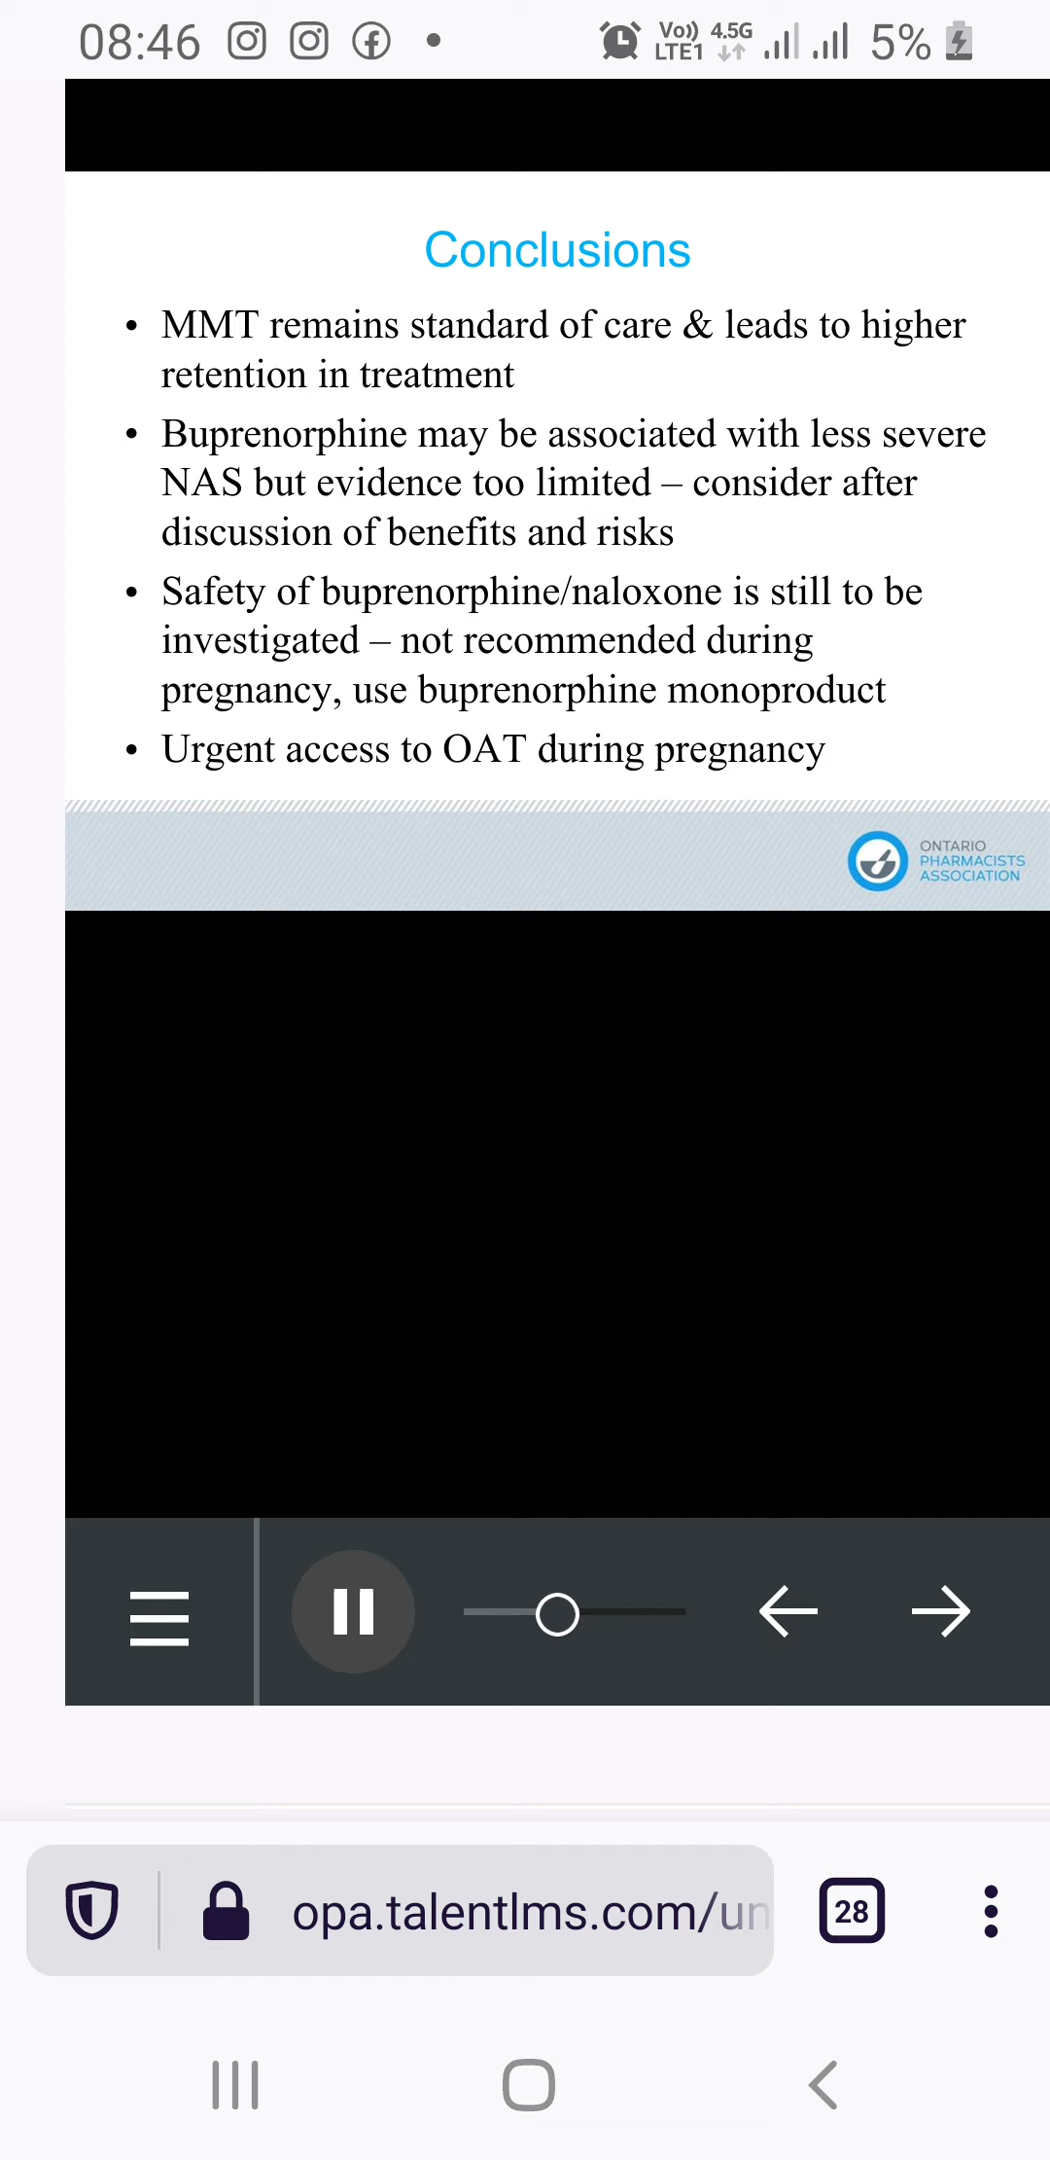 08:46
Vo)) 4.5G 5%
LTE1
Conclusions
• MMT remains standard of care & leads to higher
retention in treatment
• Buprenorphine may be associated with less severe
NAS but evidence too limited – consider after
discussion of benefits and risks
• Safety of buprenorphine/naloxone is still to be
investigated – not recommended during
pregnancy, use buprenorphine monoproduct
• Urgent access to OAT during pregnancy
ONTARIO
PHARMACISTS
ASSOCIATION
opa.talentlms.com/un
28